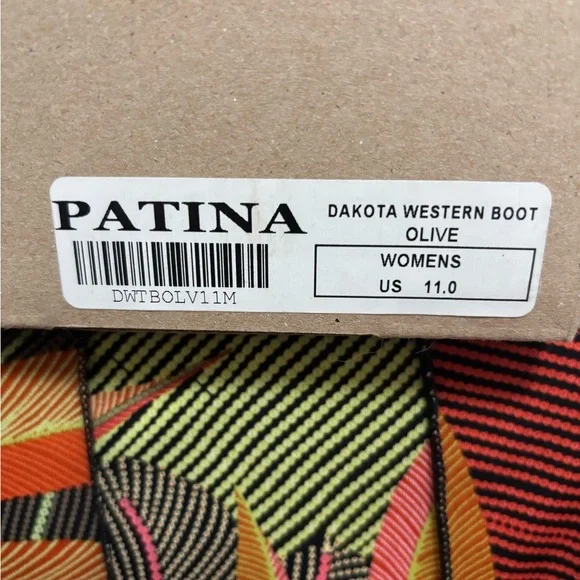 PATINA
DWTBOLV11M
DAKOTA WESTERN BOOT
OLIVE
WOMENS
US 11.0